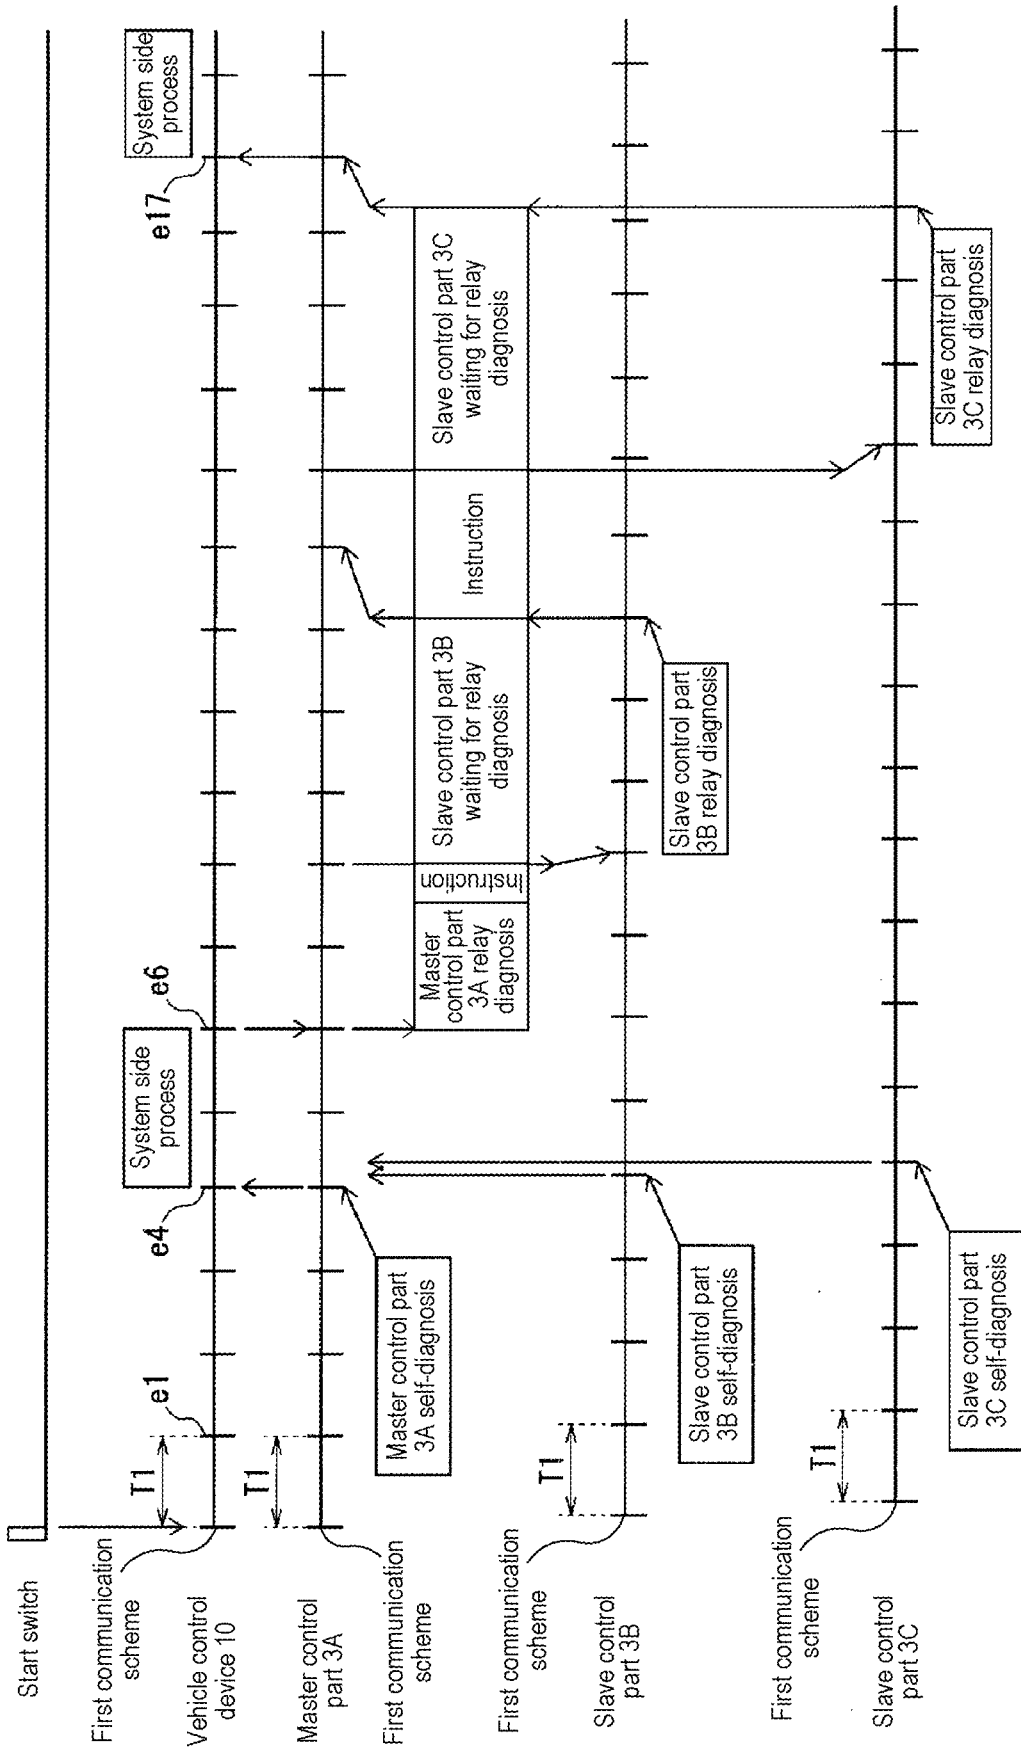 Start switch
First communication
scheme
Vehicle control
device 10
T1
e1
e4
System side
process
e6
e17
System side
process
Master control
part 3A
First communication
scheme
T1
Master control part
3A self-diagnosis
Master
control part
3A relay
diagnosis
Instruction
Slave control part 3B
waiting for relay
diagnosis
Instruction
Slave control part 3C
waiting for relay
diagnosis
First communication
scheme
Slave control
part 3B
T1
Slave control part
3B self-diagnosis
Slave control part
3B relay diagnosis
First communication
scheme
Slave control
part 3C
T1
Slave control part
3C self-diagnosis
Slave control part
3C relay diagnosis